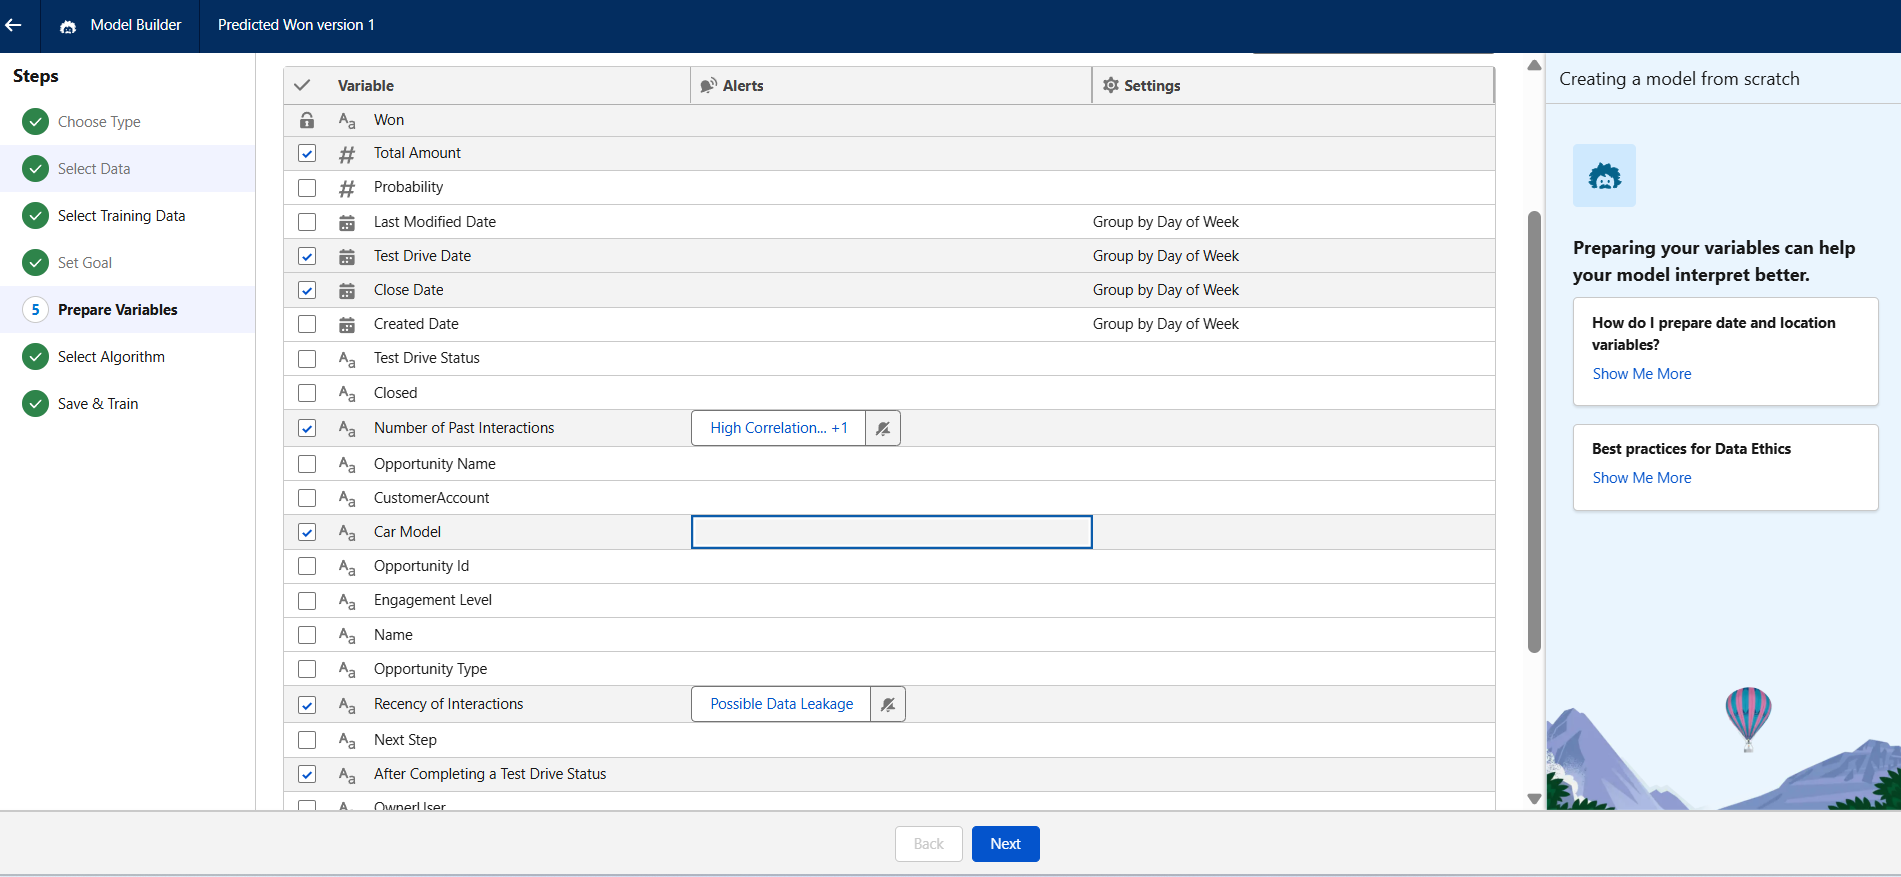 Model Builder
Predicted Won version 1
Steps
Choose Type
Select Data
Select Training Data
Set Goal
5 Prepare Variables
Select Algorithm
Save & Train
Variable Alerts Settings
Won
Total Amount
Probability
Last Modified Date Group by Day of Week
Test Drive Date Group by Day of Week
Close Date Group by Day of Week
Created Date Group by Day of Week
Test Drive Status
Closed
Number of Past Interactions High Correlation... +1
Opportunity Name
CustomerAccount
Car Model
Opportunity Id
Engagement Level
Name
Opportunity Type
Recency of Interactions Possible Data Leakage
Next Step
After Completing a Test Drive Status
OwnerUser
Back Next
Creating a model from scratch
Preparing your variables can help
your model interpret better.
How do I prepare date and location
variables?
Show Me More
Best practices for Data Ethics
Show Me More